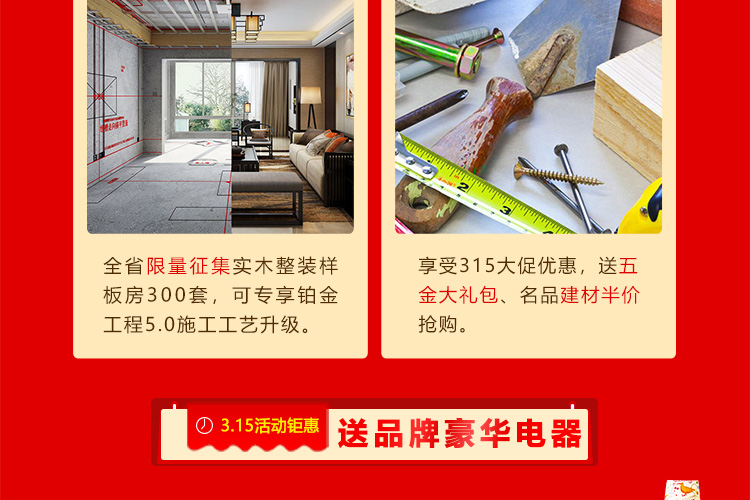 全省限量征集实木整装样
板房300套，可专享铂金
工程5.0施工工艺升级。
享受315大促优惠，送五
金大礼包、名品建材半价
抢购。
3.15活动钜惠
送品牌豪华电器